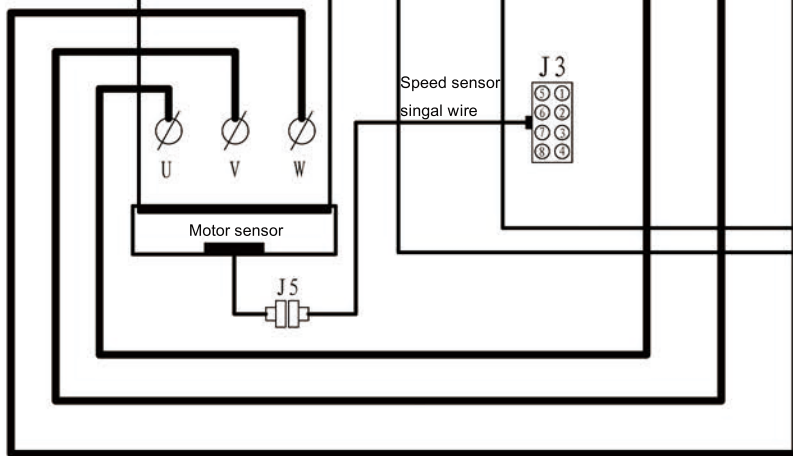 J3
Speed sensor
singal wire
⑤ ①
⑥ ②
⑦ ③
⑧ ④
U V W
Motor sensor
J5